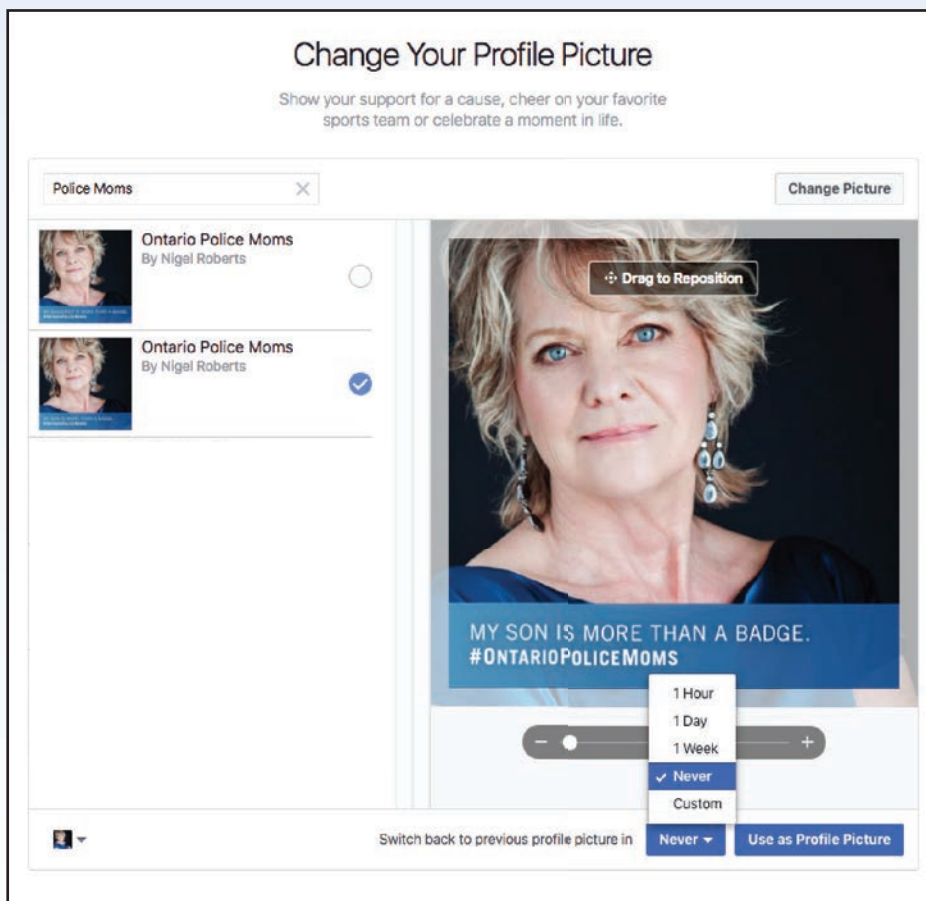 Change Your Profile Picture
Show your support for a cause, cheer on your favorite
sports team or celebrate a moment in life.
Police Moms
Change Picture
Ontario Police Moms
By Nigel Roberts
Ontario Police Moms
By Nigel Roberts
Drag to Reposition
MY SON IS MORE THAN A BADGE.
#ONTARIOPOLICEMOMS
1 Hour
1 Day
1 Week
Never
Custom
Switch back to previous profile picture in
Never
Use as Profile Picture